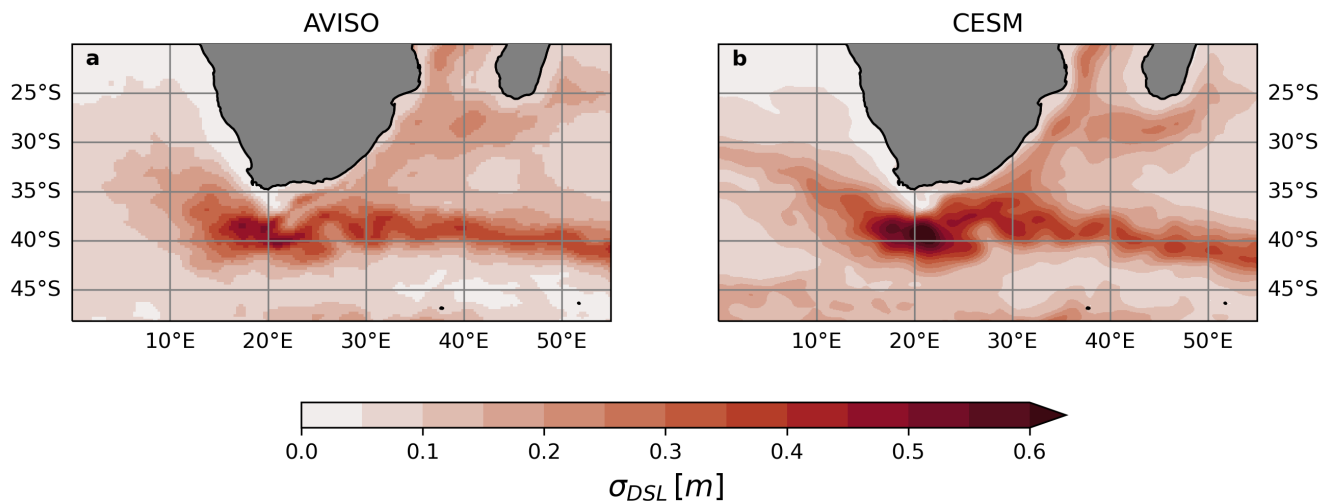 AVISO CESM
a b
25°S 25°S
30°S 30°S
35°S 35°S
40°S 40°S
45°S 45°S
10°E 20°E 30°E 40°E 50°E 10°E 20°E 30°E 40°E 50°E
0.0 0.1 0.2 0.3 0.4 0.5 0.6
σ_DSL [m]